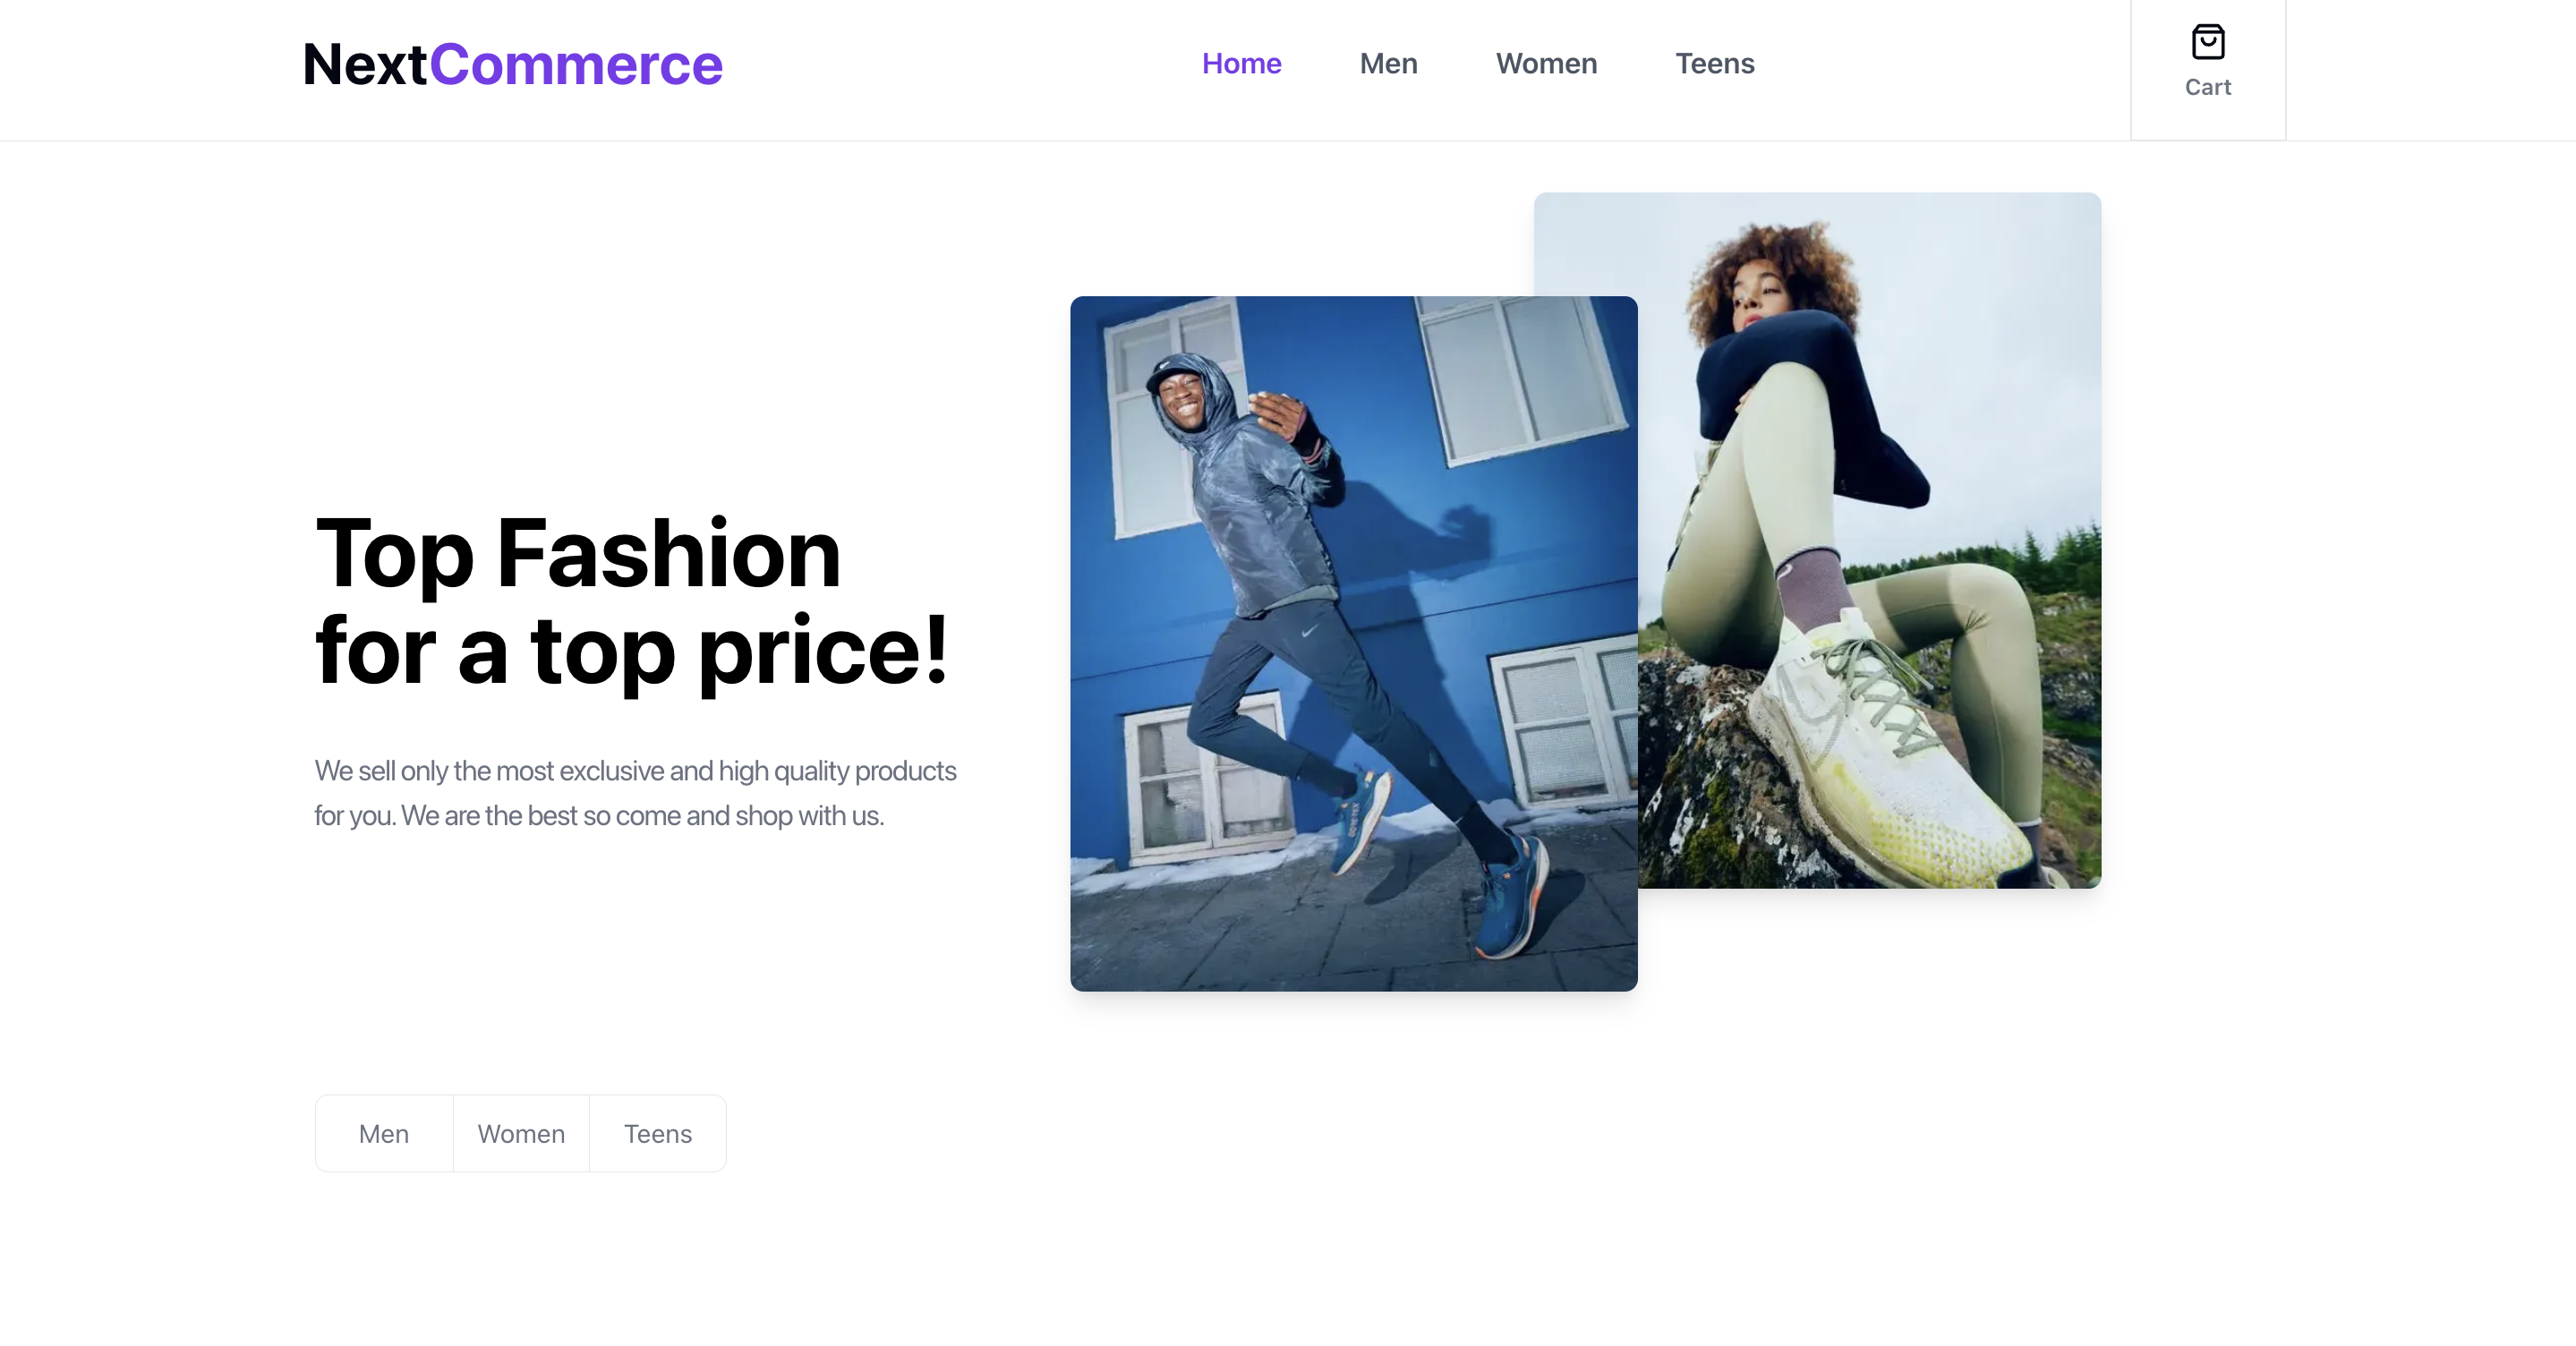 NextCommerce
Home Men Women Teens
Cart
Top Fashion
for a top price!
We sell only the most exclusive and high quality products
for you. We are the best so come and shop with us.
Men Women Teens